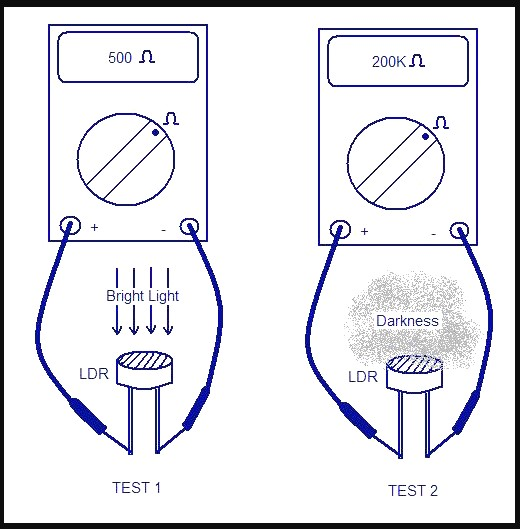 500 Ω
Ω
+ -
Bright Light
LDR
TEST 1
200K Ω
Ω
+ -
Darkness
LDR
TEST 2